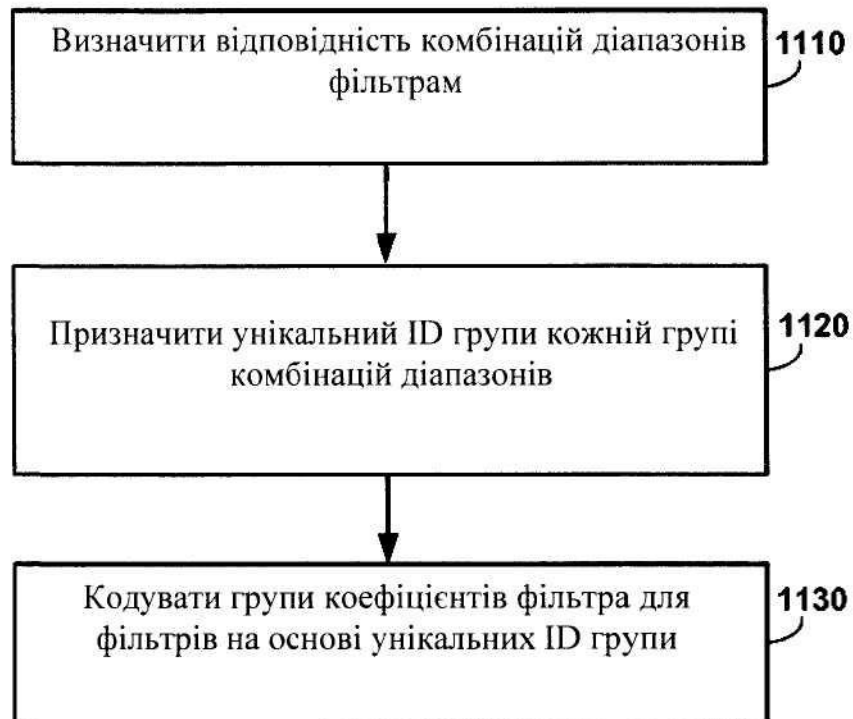 Визначити відповідність комбінацій діапазонів
фільтрам
1110
Призначити унікальний ID групи кожній групі
комбінацій діапазонів
1120
Кодувати групи коефіцієнтів фільтра для
фільтрів на основі унікальних ID групи
1130